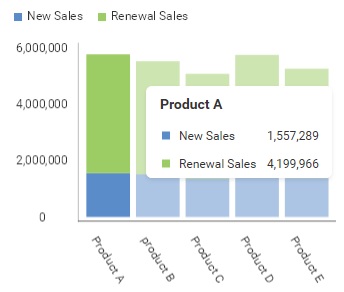 New Sales Renewal Sales
6,000,000
4,000,000
2,000,000
0
Product A
New Sales 1,557,289
Renewal Sales 4,199,966
Product A
product B
Product C
Product D
Product E